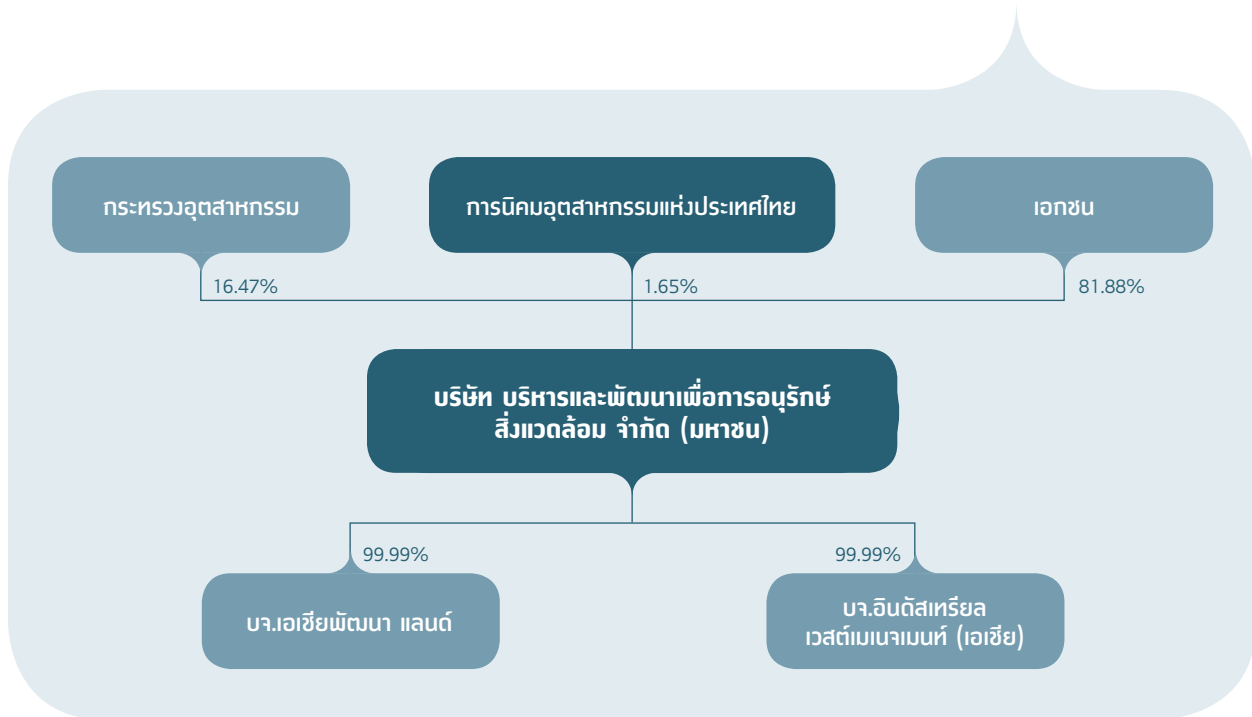 กระทรวงอุตสาหกรรม
การนิคมอุตสาหกรรมแห่งประเทศไทย
เอกชน
16.47%
1.65%
81.88%
บริษัท บริหารและพัฒนาเพื่อการอนุรักษ์
สิ่งแวดล้อม จำกัด (มหาชน)
99.99%
99.99%
บจ.เอเชียพัฒนา แลนด์
บจ.อินดัสเทรียล
เวสต์เมเนจเมนท์ (เอเชีย)